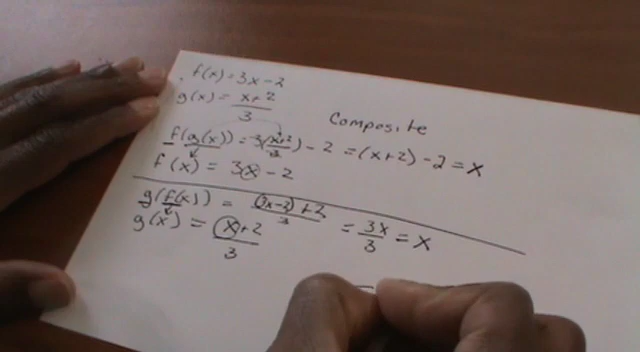 f(x) = 3x - 2
g(x) = x+2/3
Composite
f(g(x)) = 3(x+2/3) - 2 = (x+2) - 2 = x
f(x) = 3x - 2
g(f(x)) = (3x-2)+2/3 = 3x/3 = x
g(x) = x+2/3